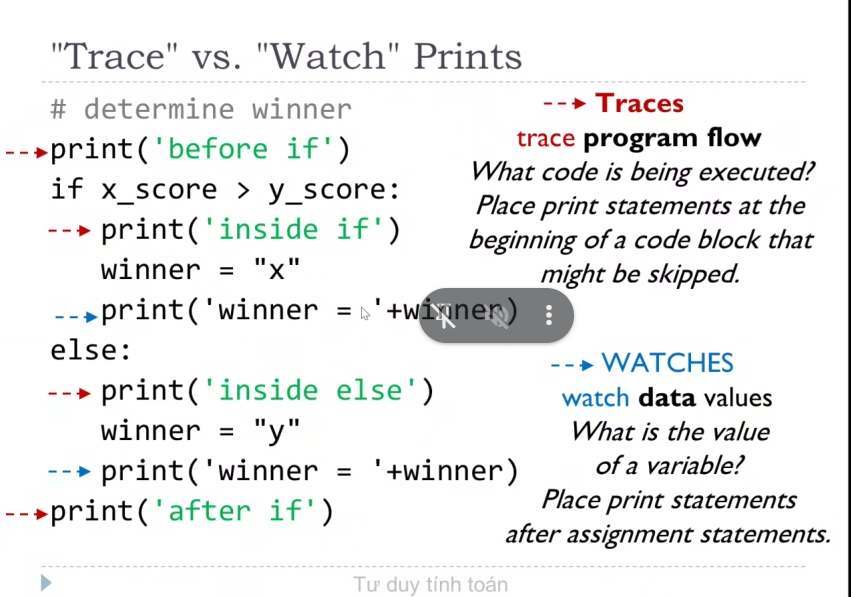 "Trace" vs. "Watch" Prints
# determine winner
print('before if')
if x_score > y_score:
print('inside if')
winner = "x"
print('winner = '+winner)
else:
print('inside else')
winner = "y"
print('winner = '+winner)
print('after if')
Traces
trace program flow
What code is being executed?
Place print statements at the
beginning of a code block that
might be skipped.
WATCHES
watch data values
What is the value
of a variable?
Place print statements
after assignment statements.
Tư duy tính toán